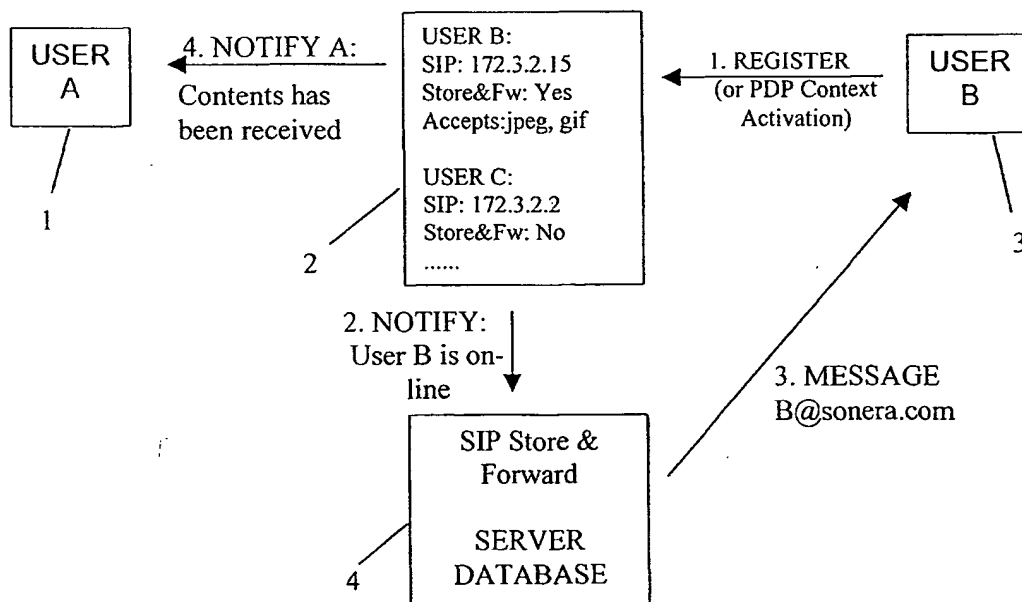 USER
A
1
4. NOTIFY A:
Contents has
been received
USER B:
SIP: 172.3.2.15
Store&Fw: Yes
Accepts:jpeg, gif
USER C:
SIP: 172.3.2.2
Store&Fw: No
......
2
1. REGISTER
(or PDP Context
Activation)
USER
B
3
2. NOTIFY:
User B is on-
line
3. MESSAGE
B@sonera.com
SIP Store &
Forward
SERVER
DATABASE
4